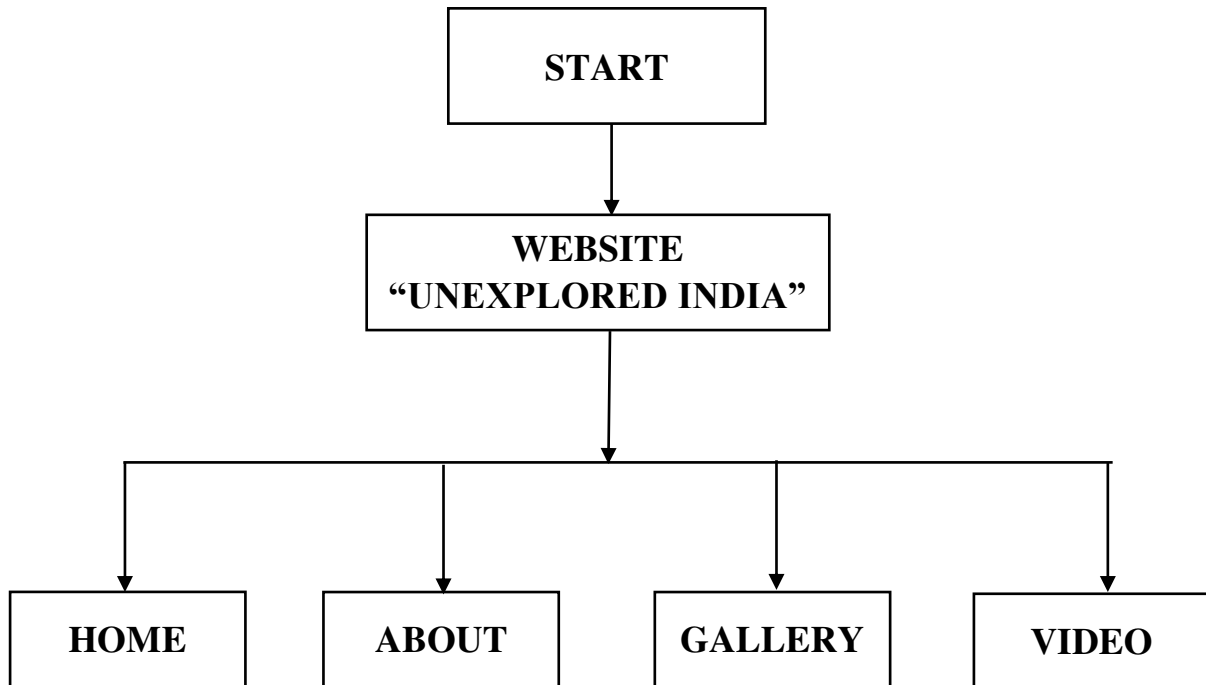 START
WEBSITE
“UNEXPLORED INDIA”
HOME
ABOUT
GALLERY
VIDEO